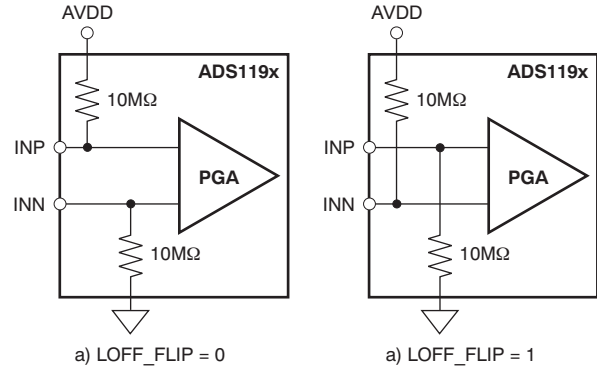 AVDD
ADS119x
10MΩ
INP
PGA
INN
10MΩ
a) LOFF_FLIP = 0
AVDD
ADS119x
10MΩ
INP
PGA
INN
10MΩ
a) LOFF_FLIP = 1